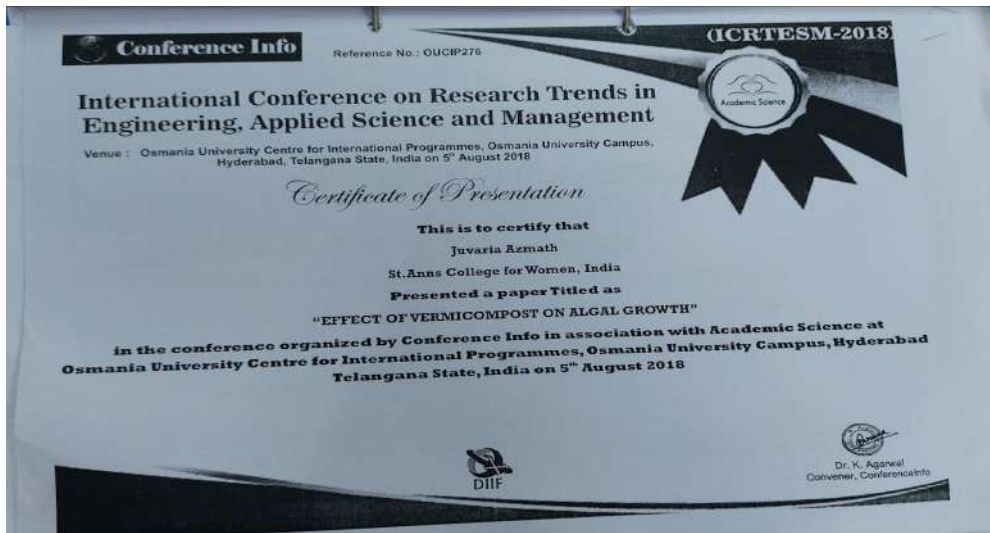 Conference Info
Reference No.: OUCIP276
(ICRTESM-2018)
International Conference on Research Trends in
Engineering, Applied Science and Management
Academic Science
Venue : Osmania University Centre for International Programmes, Osmania University Campus,
Hyderabad, Telangana State, India on 5th August 2018
Certificate of Presentation
This is to certify that
Juvaria Azmath
St.Anns College for Women, India
Presented a paper Titled as
“EFFECT OF VERMICOMPOST ON ALGAL GROWTH”
in the conference organized by Conference Info in association with Academic Science at
Osmania University Centre for International Programmes, Osmania University Campus, Hyderabad
Telangana State, India on 5th August 2018
DIIF
Dr. K. Agarwal
Convener, ConferenceInfo